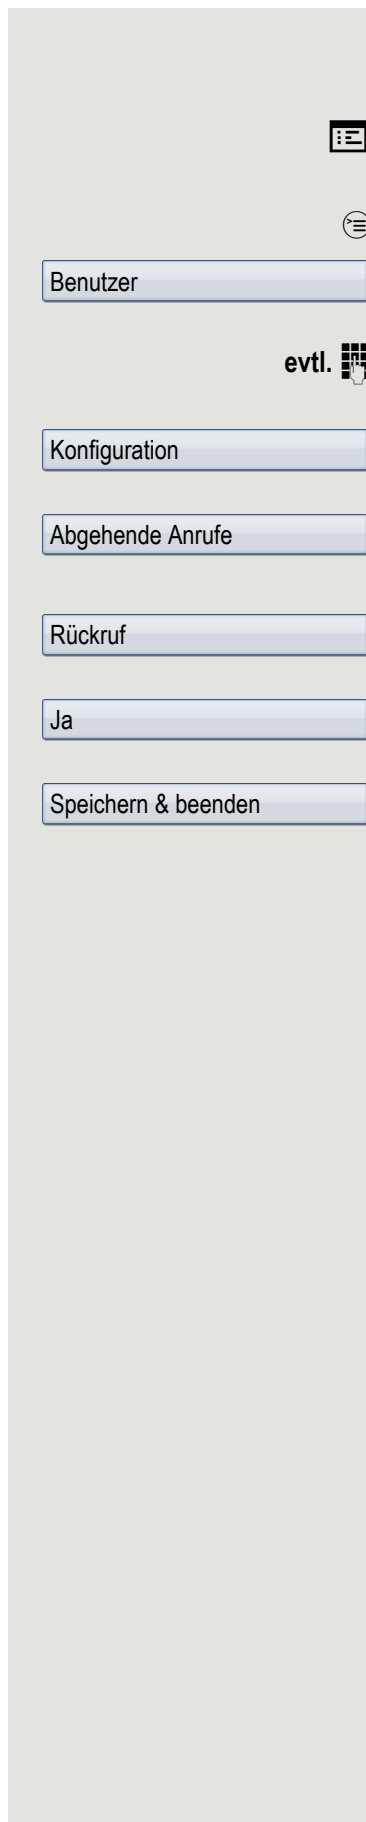 Benutzer
evtl.
Konfiguration
Abgehende Anrufe
Rückruf
Ja
Speichern & beenden